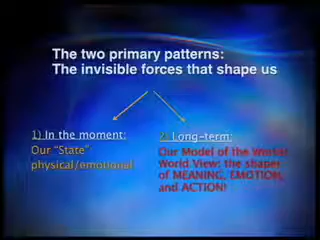 The two primary patterns:
The invisible forces that shape us
1) In the moment:
Our "State"
physical/emotional
2) Long-term:
Our Model of the World:
World View: the shaper
of MEANING, EMOTION,
and ACTION!